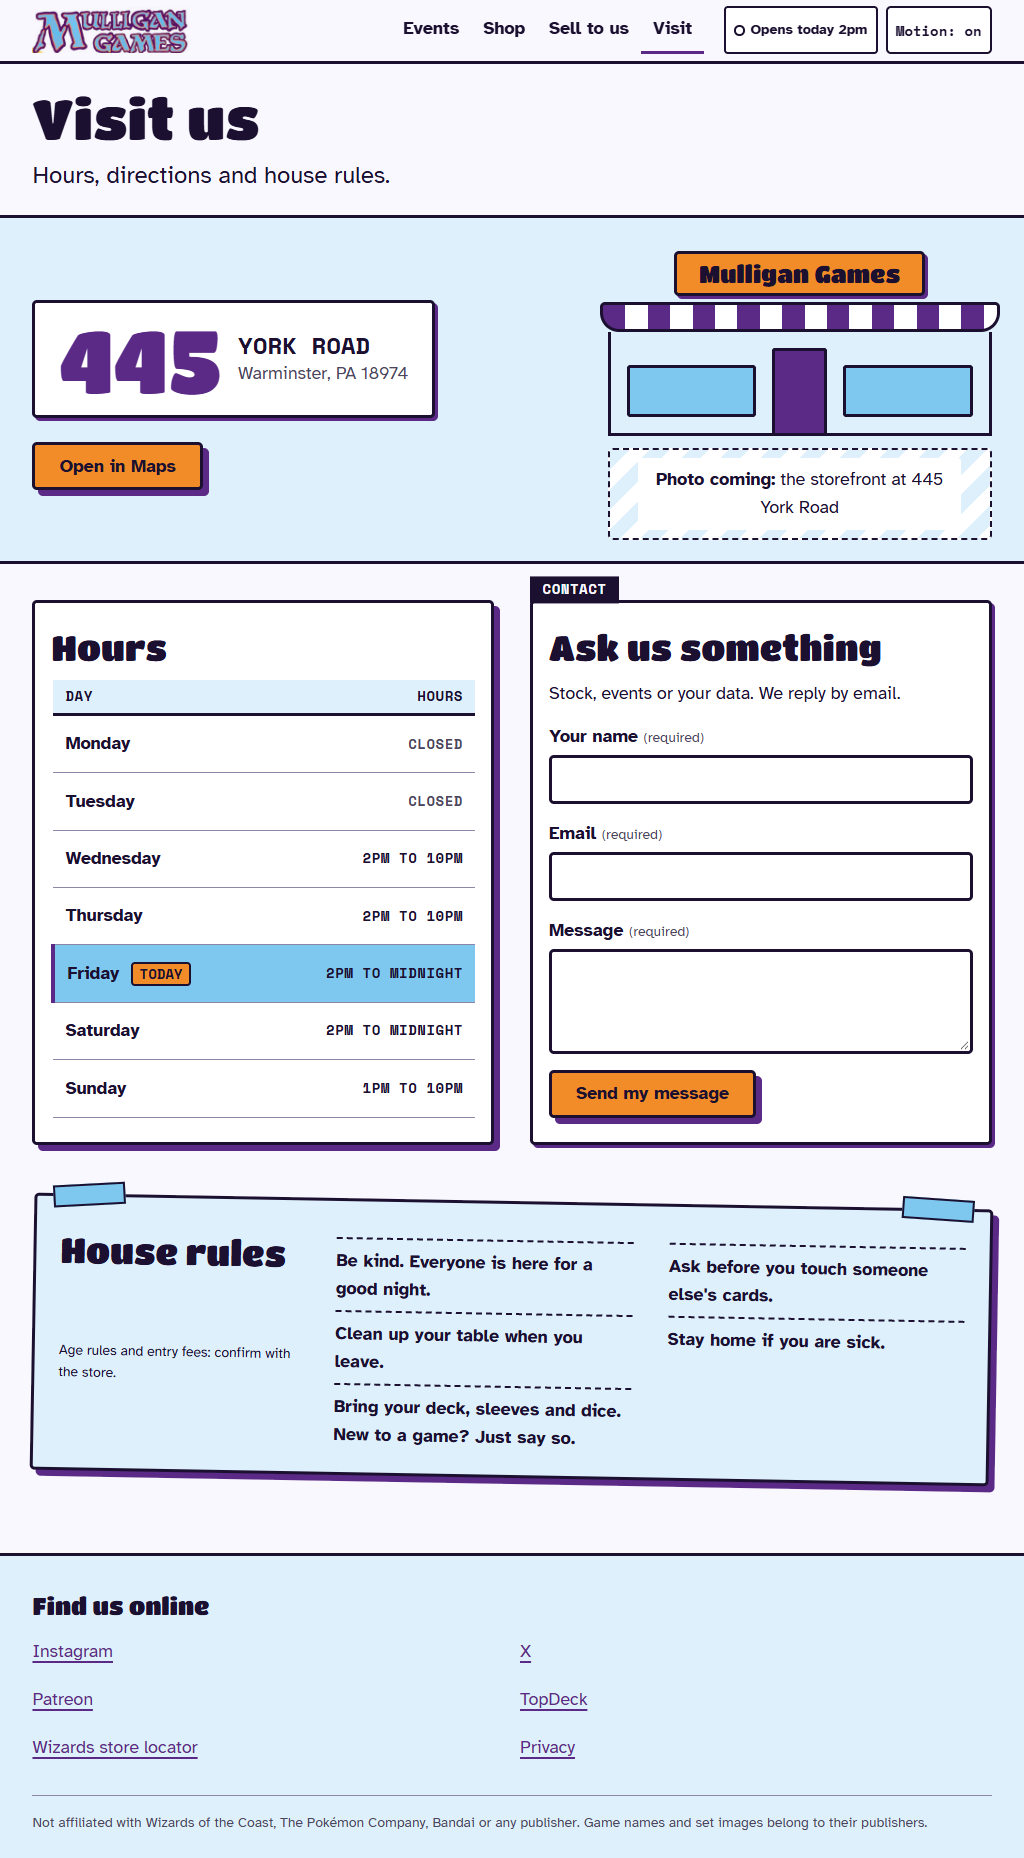 Mulligan Games
Events
Shop
Sell to us
Visit
Opens today 2pm
Motion: on
Visit us
Hours, directions and house rules.
445
YORK ROAD
Warminster, PA 18974
Open in Maps
Mulligan Games
Photo coming: the storefront at 445
York Road
Hours
DAY HOURS
Monday CLOSED
Tuesday CLOSED
Wednesday 2PM TO 10PM
Thursday 2PM TO 10PM
Friday TODAY 2PM TO MIDNIGHT
Saturday 2PM TO MIDNIGHT
Sunday 1PM TO 10PM
CONTACT
Ask us something
Stock, events or your data. We reply by email.
Your name (required)
Email (required)
Message (required)
Send my message
House rules
Age rules and entry fees: confirm with
the store.
Be kind. Everyone is here for a
good night.
Clean up your table when you
leave.
Bring your deck, sleeves and dice.
New to a game? Just say so.
Ask before you touch someone
else's cards.
Stay home if you are sick.
Find us online
Instagram
X
Patreon
TopDeck
Wizards store locator
Privacy
Not affiliated with Wizards of the Coast, The Pokémon Company, Bandai or any publisher. Game names and set images belong to their publishers.